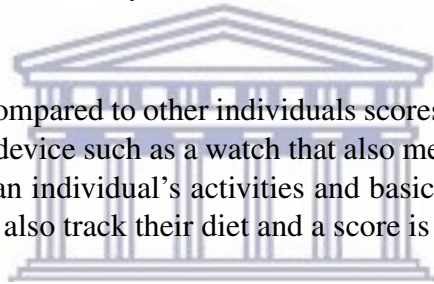 ompared to other individuals scores
device such as a watch that also me
an individual's activities and basic
also track their diet and a score is